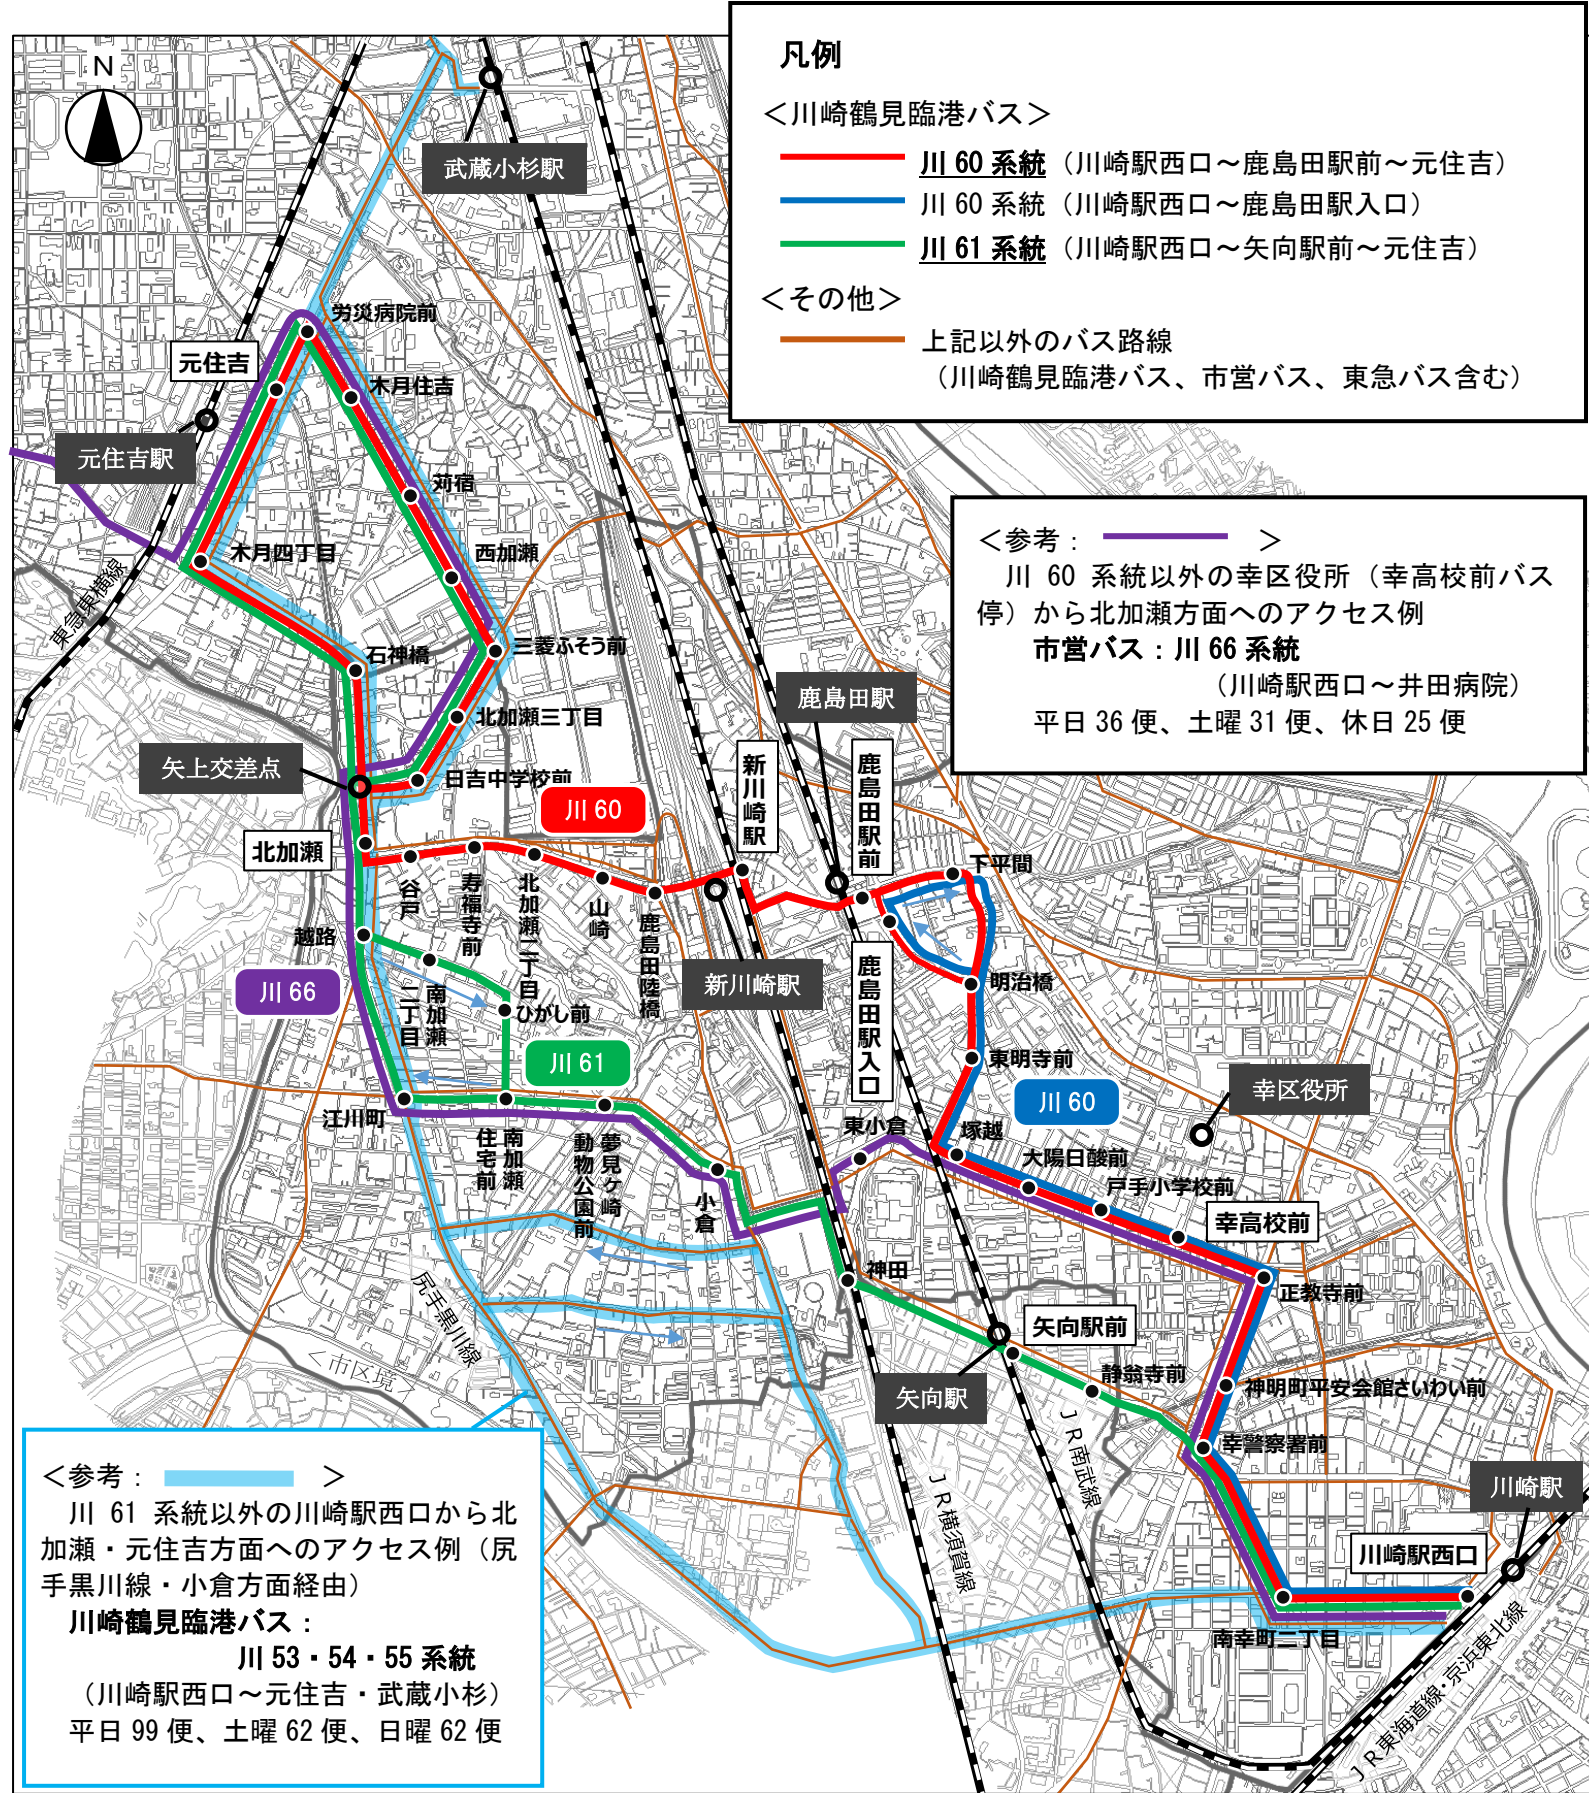 凡例
＜川崎鶴見臨港バス＞
川 60 系統（川崎駅西口～鹿島田駅前～元住吉）
川 60 系統（川崎駅西口～鹿島田駅入口）
川 61 系統（川崎駅西口～矢向駅前～元住吉）
＜その他＞
上記以外のバス路線
（川崎鶴見臨港バス、市営バス、東急バス含む）
N
武蔵小杉駅
労災病院前
元住吉
木月住吉
元住吉駅
苅宿
木月四丁目
西加瀬
東急東横線
石神橋
三菱ふそう前
北加瀬三丁目
矢上交差点
日吉中学校前
＜参考：　　　＞
川 60 系統以外の幸区役所（幸高校前バス
停）から北加瀬方面へのアクセス例
市営バス：川 66 系統
（川崎駅西口～井田病院）
平日 36 便、土曜 31 便、休日 25 便
鹿島田駅
新川崎駅
鹿島田駅前
川 60
北加瀬
谷戸
寿福寺前
北加瀬二丁目
山崎
鹿島田陸橋
下平間
越路
川 66
南加瀬
二丁目
ひがし前
新川崎駅
鹿島田駅入口
明治橋
川 61
東明寺前
川 60
幸区役所
江川町
南加瀬
住宅前
夢見ヶ崎
動物公園前
小倉
東小倉
塚越
大陽日酸前
戸手小学校前
幸高校前
神田
正教寺前
尻手黒川線
市区境
矢向駅前
矢向駅
静翁寺前
神明町平安会館さいわい前
幸警察署前
JR南武線
JR横須賀線
川崎駅
川崎駅西口
南幸町二丁目
JR東海道線・京浜東北線
＜参考：　　　＞
川 61 系統以外の川崎駅西口から北
加瀬・元住吉方面へのアクセス例（尻
手黒川線・小倉方面経由）
川崎鶴見臨港バス：
川 53・54・55 系統
（川崎駅西口～元住吉・武蔵小杉）
平日 99 便、土曜 62 便、日曜 62 便